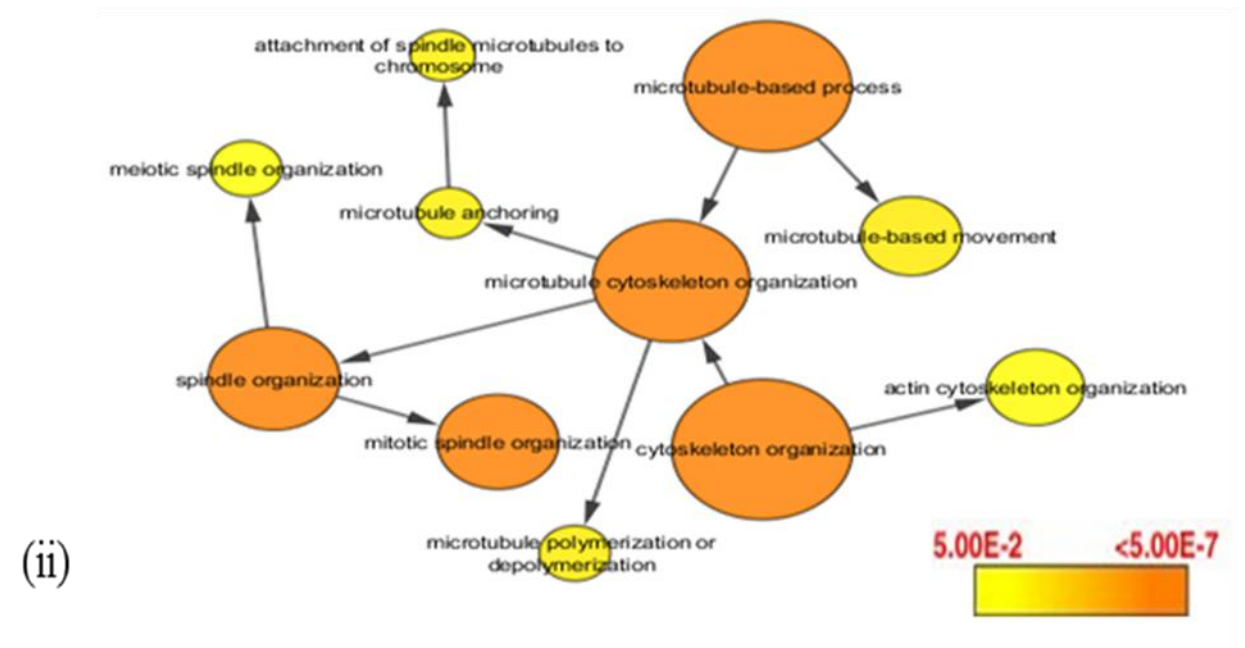 attachment of spindle microtubules to
chromosome
microtubule-based process
meiotic spindle organization
microtubule anchoring
microtubule-based movement
microtubule cytoskeleton organization
spindle organization
actin cytoskeleton organization
mitotic spindle organization
cytoskeleton organization
microtubule polymerization or
depolymerization
(ii)
5.00E-2
<5.00E-7